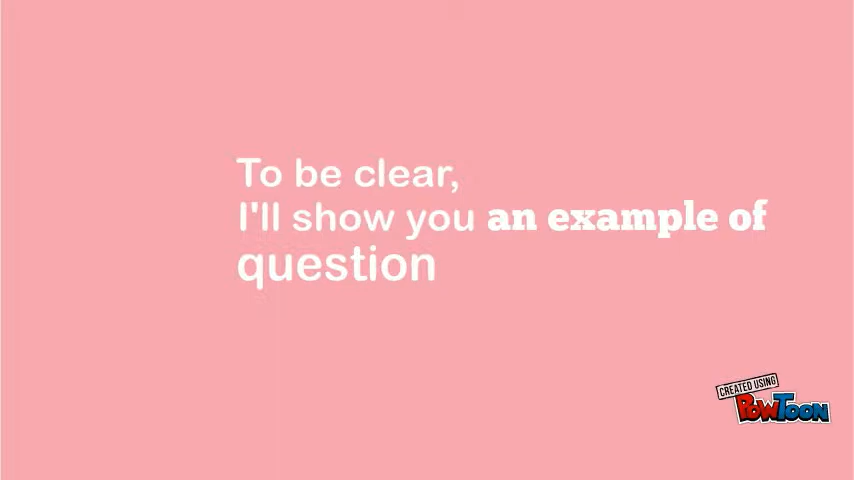 To be clear,
I'll show you an example of
question
CREATED USING
POWTOON